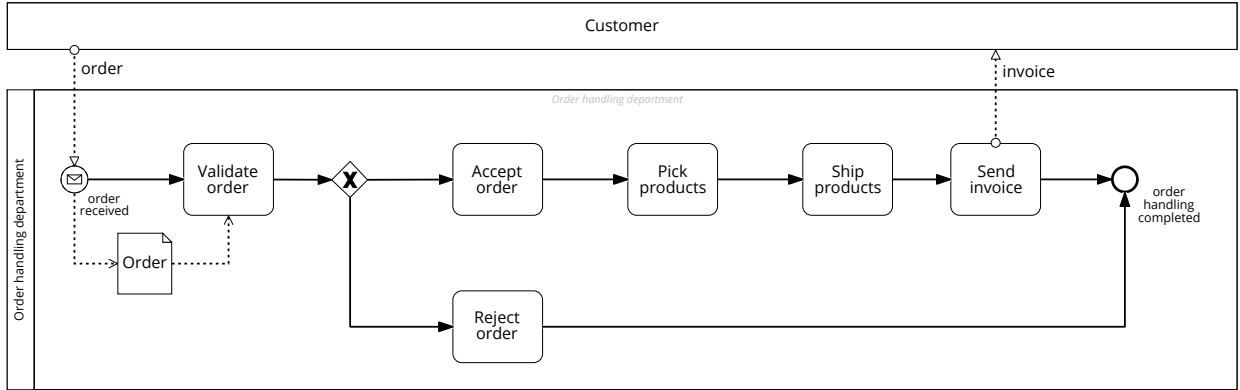 Customer
order
invoice
Order handling department
Order handling department
Validate
order
X
Accept
order
Pick
products
Ship
products
Send
invoice
order
received
order
handling
completed
Order
Reject
order